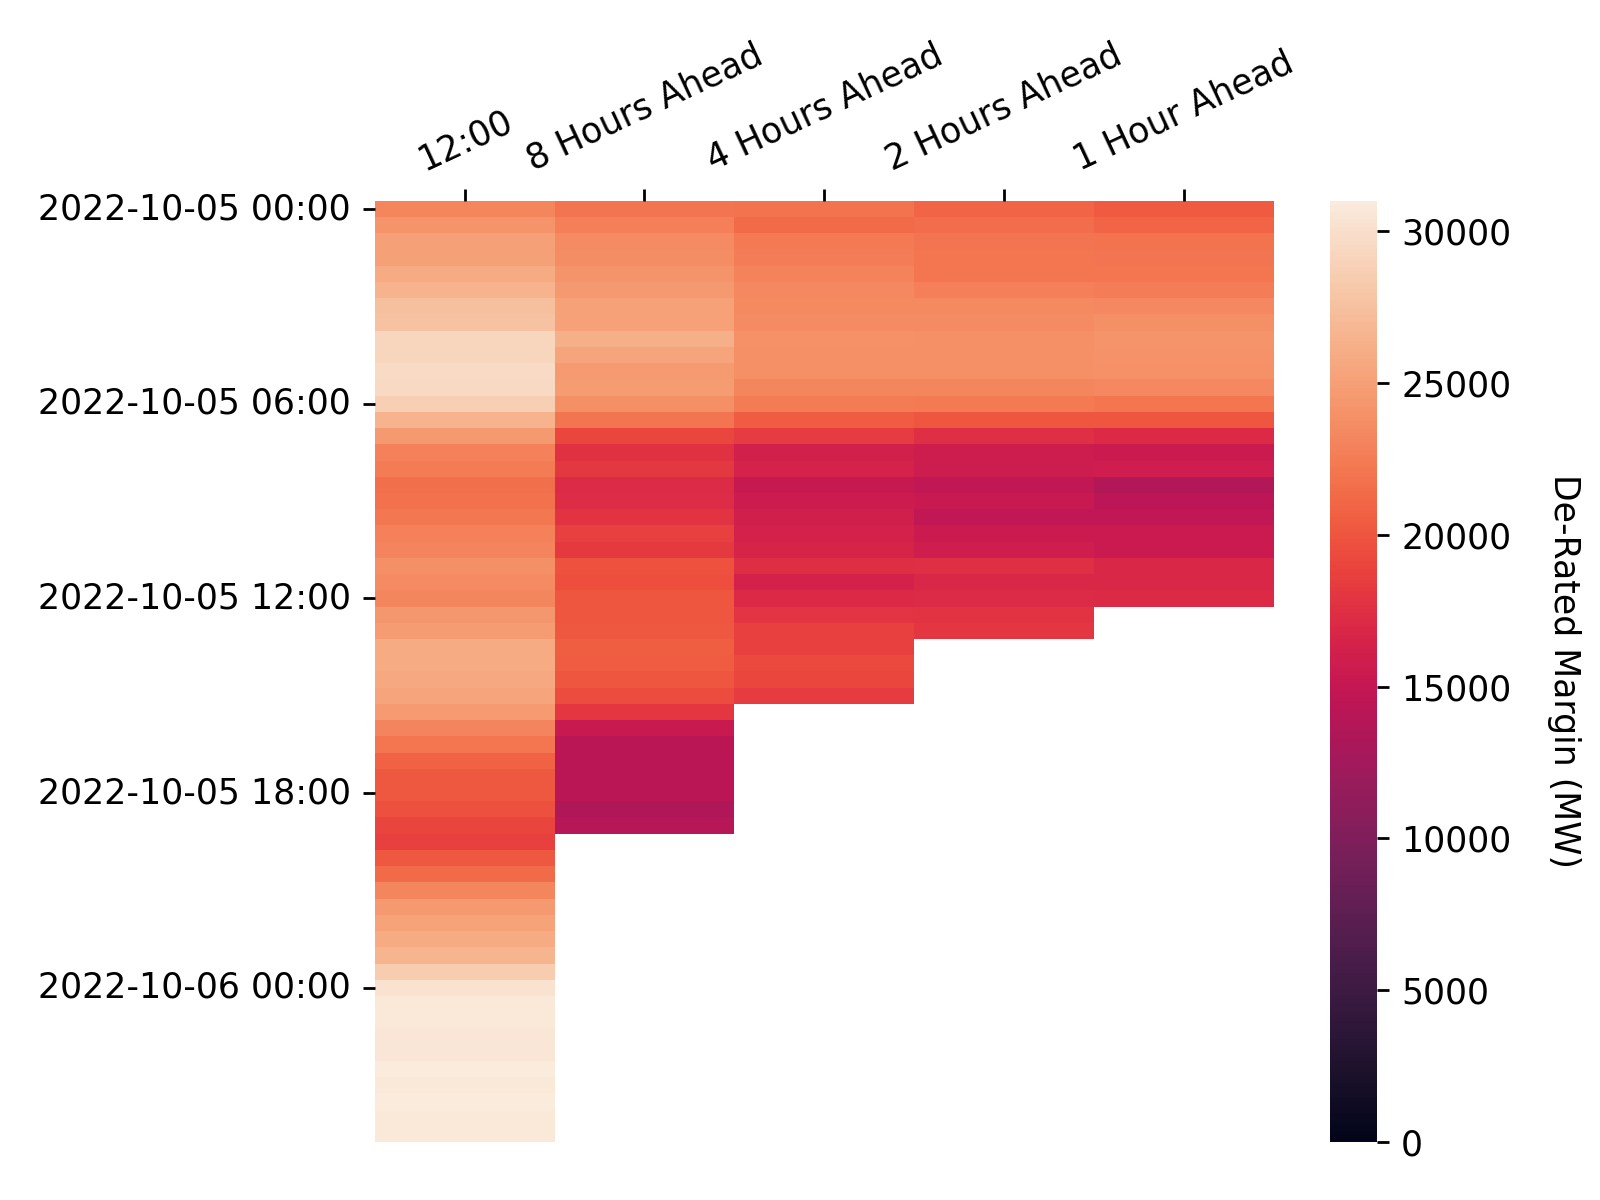 12:00
8 Hours Ahead
4 Hours Ahead
2 Hours Ahead
1 Hour Ahead
2022-10-05 00:00
2022-10-05 06:00
2022-10-05 12:00
2022-10-05 18:00
2022-10-06 00:00
30000
25000
20000
15000
10000
5000
0
De-Rated Margin (MW)